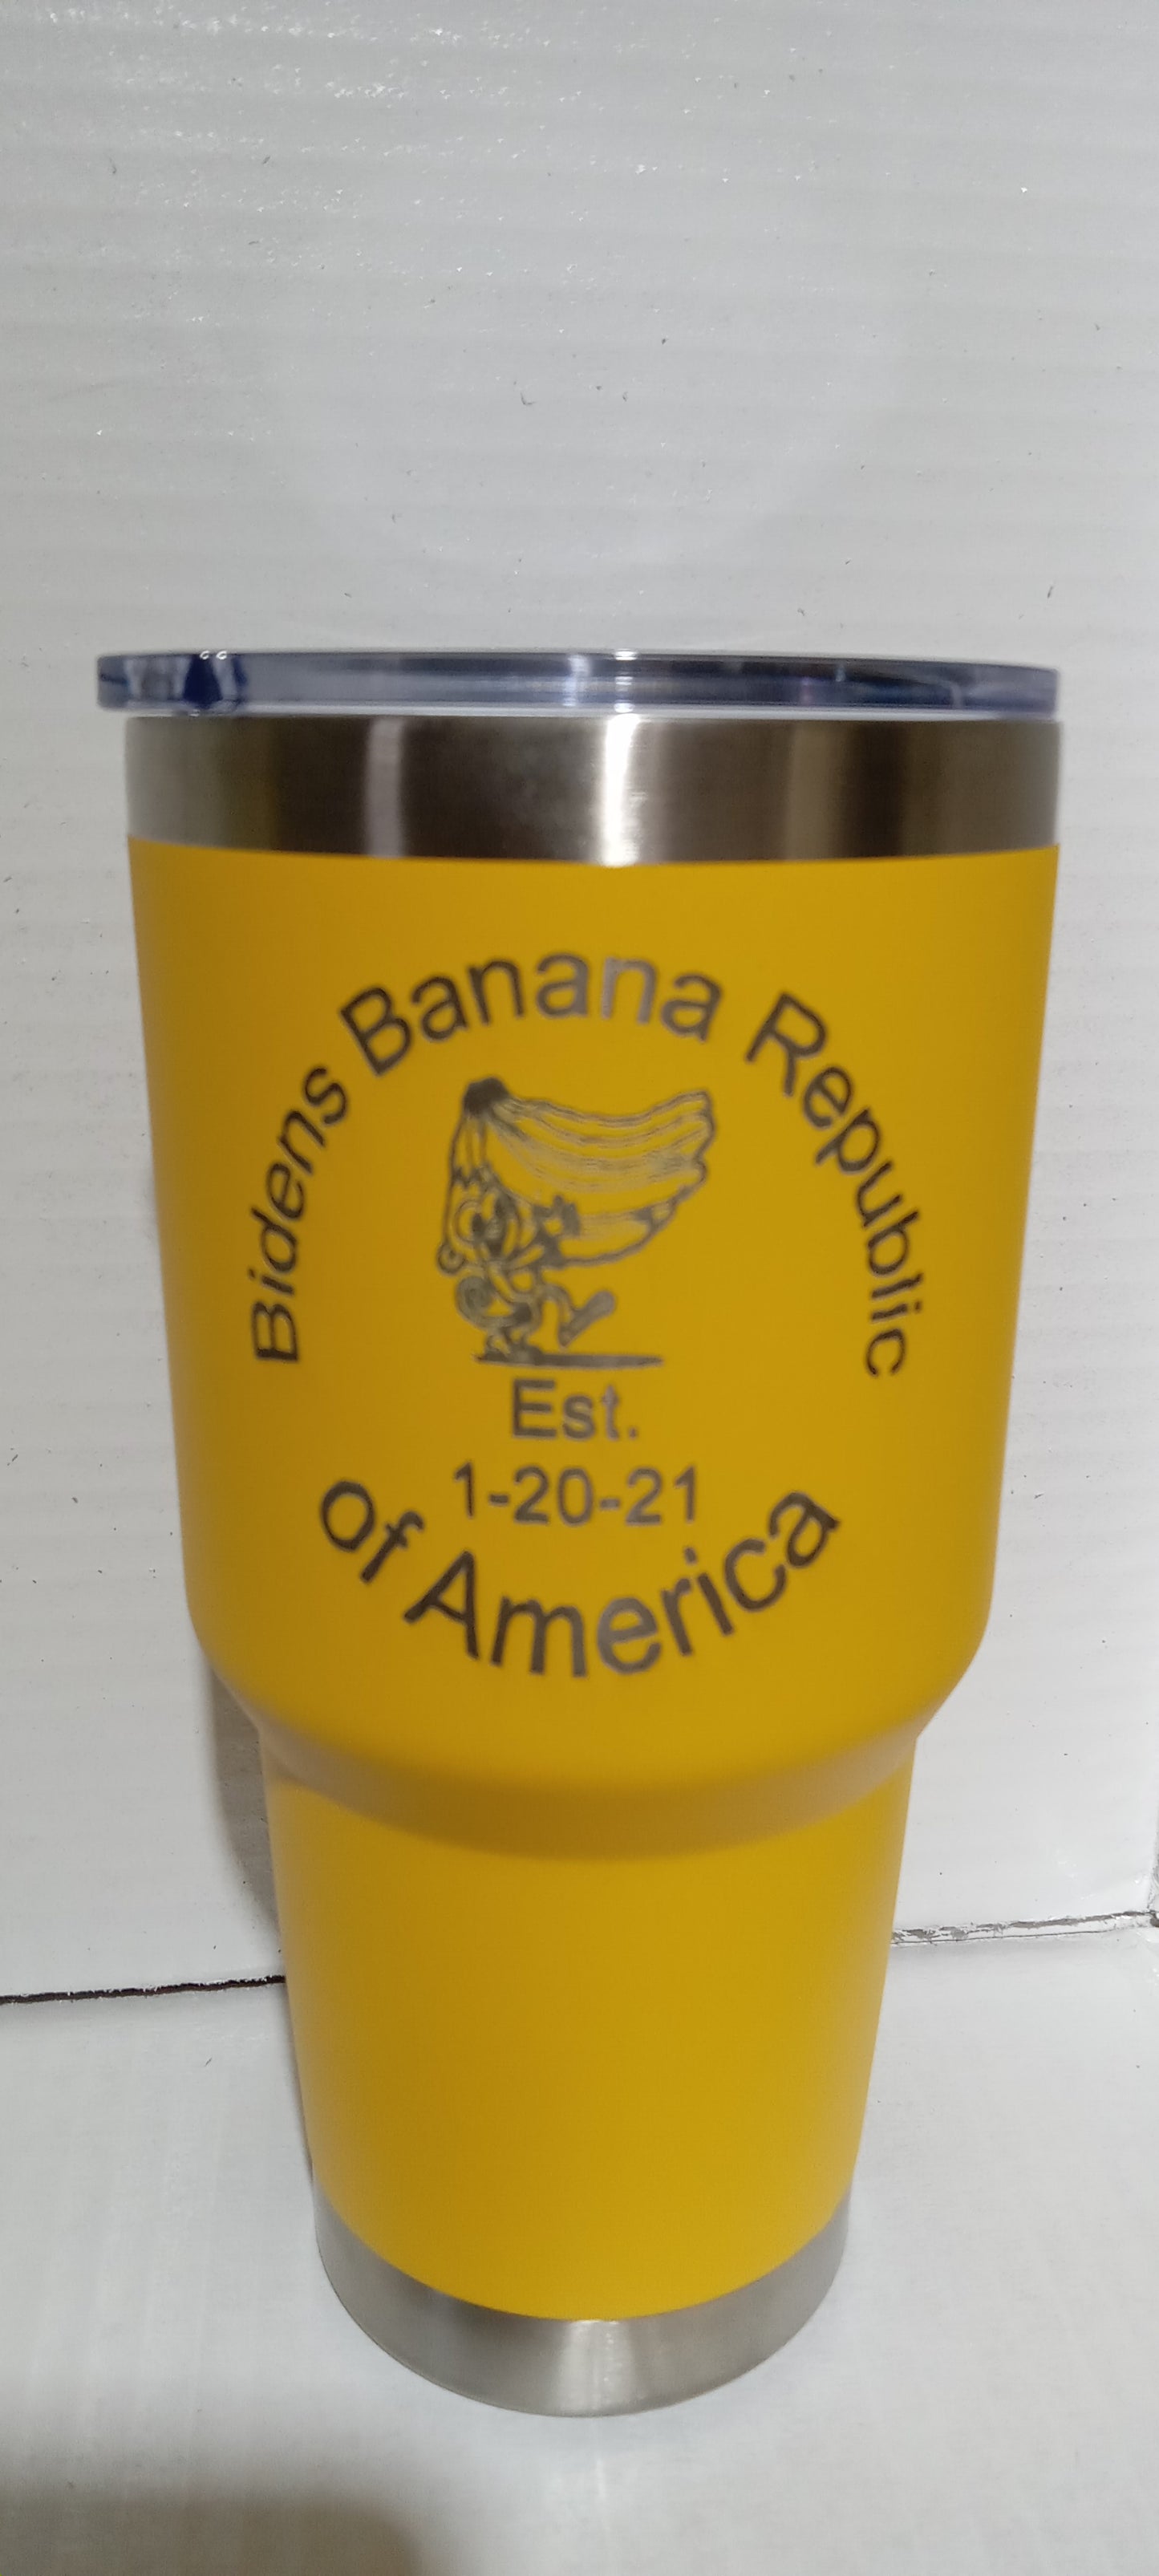 Bidens Banana Republic
Est.
1-20-21
of America